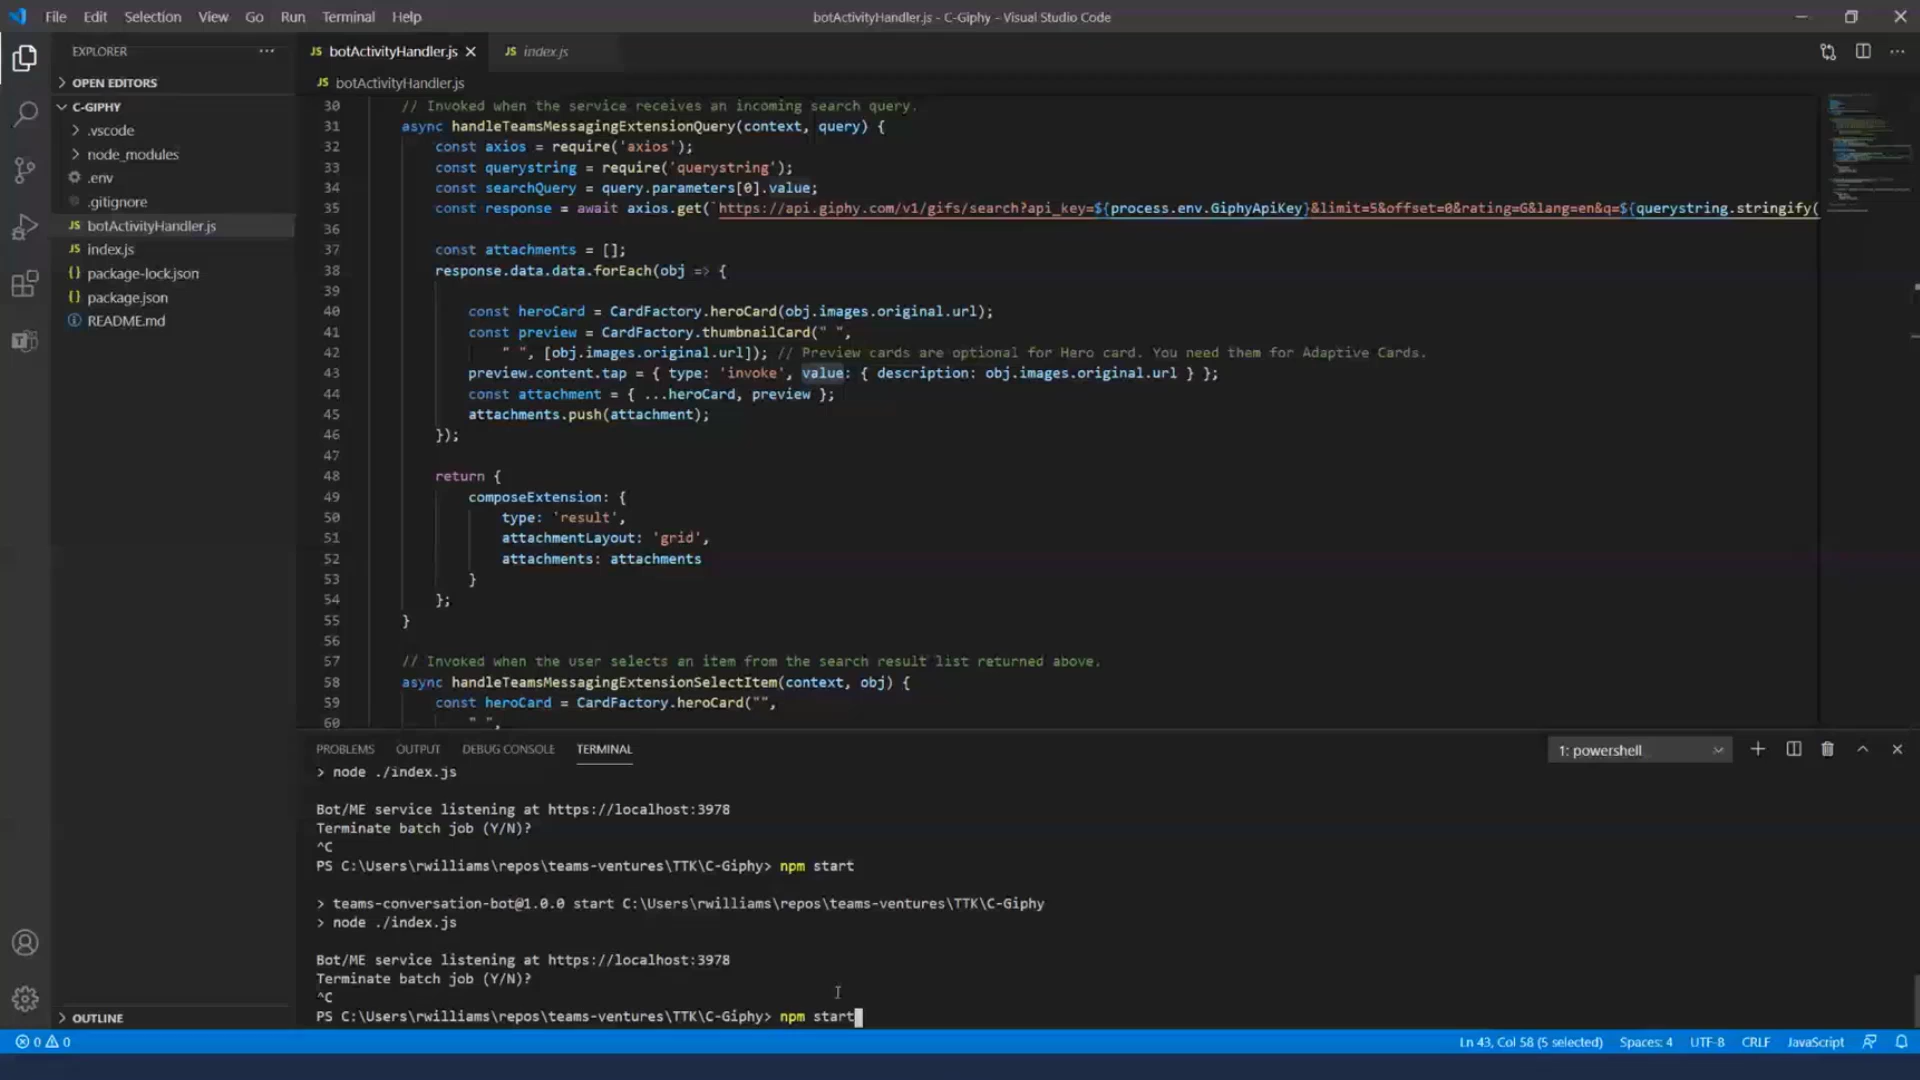 File Edit Selection View Go Run Terminal Help
botActivityHandler.js - C-Giphy - Visual Studio Code
EXPLORER
OPEN EDITORS
C-GIPHY
.vscode
node_modules
.env
.gitignore
JS botActivityHandler.js
JS index.js
{} package-lock.json
{} package.json
README.md
OUTLINE
JS botActivityHandler.js
JS index.js
JS botActivityHandler.js
30 // Invoked when the service receives an incoming search query.
31 async handleTeamsMessagingExtensionQuery(context, query) {
32 const axios = require('axios');
33 const querystring = require('querystring');
34 const searchQuery = query.parameters[0].value;
35 const response = await axios.get(`https://api.giphy.com/v1/gifs/search?api_key=${process.env.GiphyApiKey}&limit=5&offset=0&rating=G&lang=en&q=${querystring.stringify(
36
37 const attachments = [];
38 response.data.data.forEach(obj => {
39
40 const heroCard = CardFactory.heroCard(obj.images.original.url);
41 const preview = CardFactory.thumbnailCard(" ",
42 " ", [obj.images.original.url]); // Preview cards are optional for Hero card. You need them for Adaptive Cards.
43 preview.content.tap = { type: 'invoke', value: { description: obj.images.original.url } };
44 const attachment = { ...heroCard, preview };
45 attachments.push(attachment);
46 });
47
48 return {
49 composeExtension: {
50 type: 'result',
51 attachmentLayout: 'grid',
52 attachments: attachments
53 }
54 };
55 }
56
57 // Invoked when the user selects an item from the search result list returned above.
58 async handleTeamsMessagingExtensionSelectItem(context, obj) {
59 const heroCard = CardFactory.heroCard("",
60 " ",
PROBLEMS OUTPUT DEBUG CONSOLE TERMINAL
1: powershell
> node ./index.js
Bot/ME service listening at https://localhost:3978
Terminate batch job (Y/N)?
^C
PS C:\Users\rwilliams\repos\teams-ventures\TTK\C-Giphy> npm start
> teams-conversation-bot@1.0.0 start C:\Users\rwilliams\repos\teams-ventures\TTK\C-Giphy
> node ./index.js
Bot/ME service listening at https://localhost:3978
Terminate batch job (Y/N)?
^C
PS C:\Users\rwilliams\repos\teams-ventures\TTK\C-Giphy> npm start
0 0
Ln 43, Col 58 (5 selected) Spaces: 4 UTF-8 CRLF JavaScript